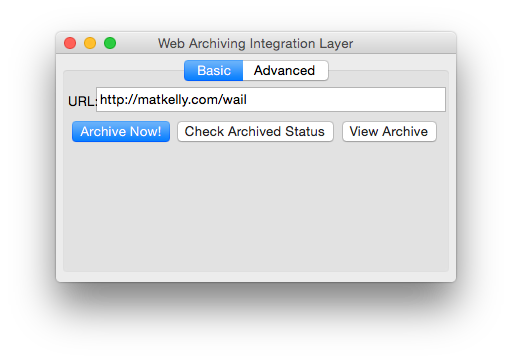 Web Archiving Integration Layer
Basic Advanced
URL: http://matkelly.com/wail
Archive Now! Check Archived Status View Archive